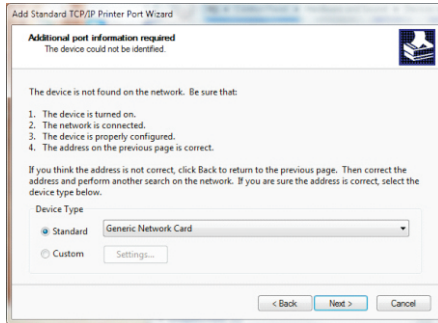 Add Standard TCP/IP Printer Port Wizard
Additional port information required
The device could not be identified.
The device is not found on the network. Be sure that:
1. The device is turned on.
2. The network is connected.
3. The device is properly configured.
4. The address on the previous page is correct.
If you think the address is not correct, click Back to return to the previous page. Then correct the
address and perform another search on the network. If you are sure the address is correct, select the
device type below.
Device Type
Standard
Generic Network Card
Custom
Settings...
< Back
Next >
Cancel